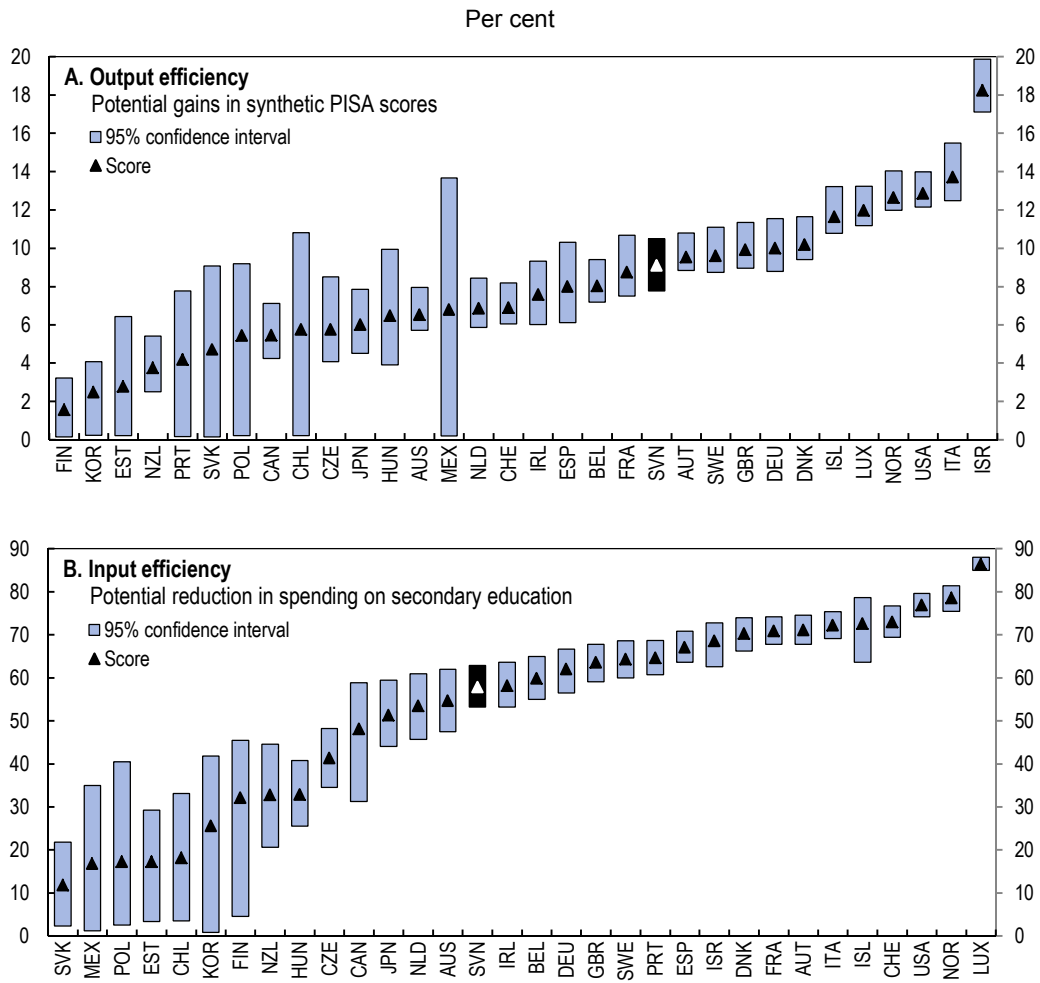 Per cent
A. Output efficiency
Potential gains in synthetic PISA scores
95% confidence interval
Score
20 20
18 18
16 16
14 14
12 12
10 10
8 8
6 6
4 4
2 2
0 0
FIN KOR EST NZL PRT SVK POL CAN CHL CZE JPN HUN AUS MEX NLD CHE IRL ESP BEL FRA SVN AUT SWE GBR DEU DNK ISL LUX NOR USA ITA ISR
B. Input efficiency
Potential reduction in spending on secondary education
95% confidence interval
Score
90 90
80 80
70 70
60 60
50 50
40 40
30 30
20 20
10 10
0 0
SVK MEX POL EST CHL KOR FIN NZL HUN CZE CAN JPN NLD AUS SVN IRL BEL DEU GBR SWE PRT ESP ISR DNK FRA AUT ITA ISL CHE USA NOR LUX